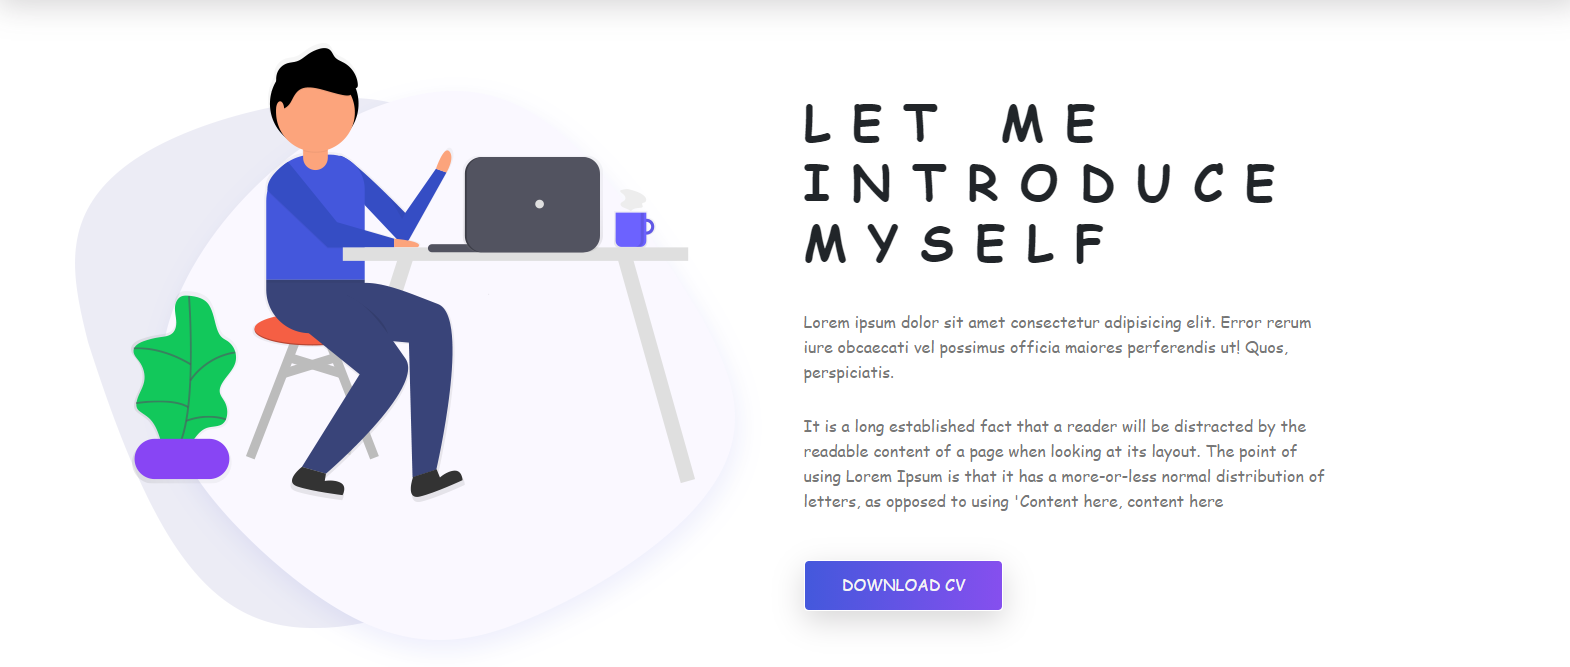 LET ME
INTRODUCE
MYSELF
Lorem ipsum dolor sit amet consectetur adipisicing elit. Error rerum
iure obcaecati vel possimus officia maiores perferendis ut! Quos,
perspiciatis.
It is a long established fact that a reader will be distracted by the
readable content of a page when looking at its layout. The point of
using Lorem Ipsum is that it has a more-or-less normal distribution of
letters, as opposed to using 'Content here, content here
DOWNLOAD CV